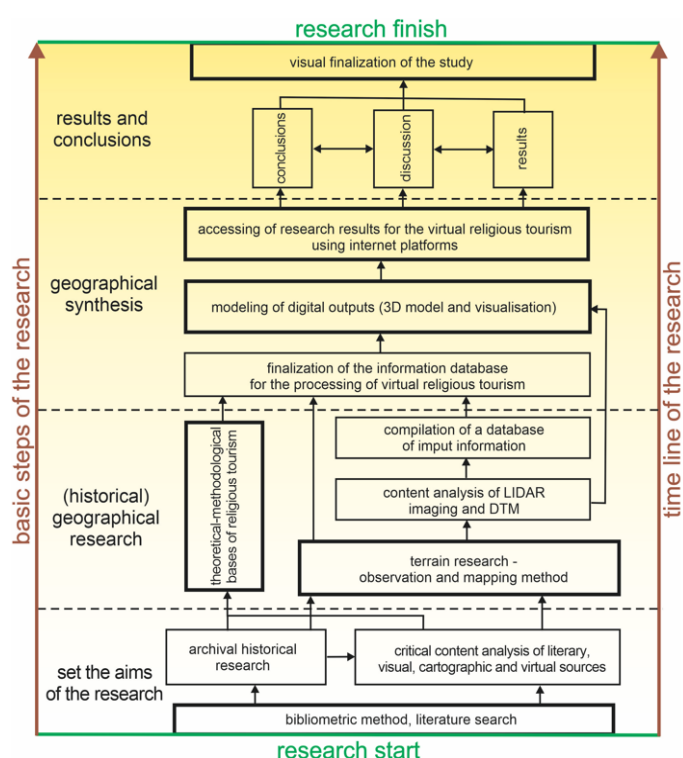 research finish
visual finalization of the study
results and
conclusions
conclusions
discussion
results
accessing of research results for the virtual religious tourism
using internet platforms
geographical
synthesis
modeling of digital outputs (3D model and visualisation)
finalization of the information database
for the processing of virtual religious tourism
basic steps of the research
time line of the research
(historical)
geographical
research
theoretical-methodological
bases of religious tourism
compilation of a database
of imput information
content analysis of LIDAR
imaging and DTM
terrain research -
observation and mapping method
set the aims
of the research
archival historical
research
critical content analysis of literary,
visual, cartographic and virtual sources
bibliometric method, literature search
research start